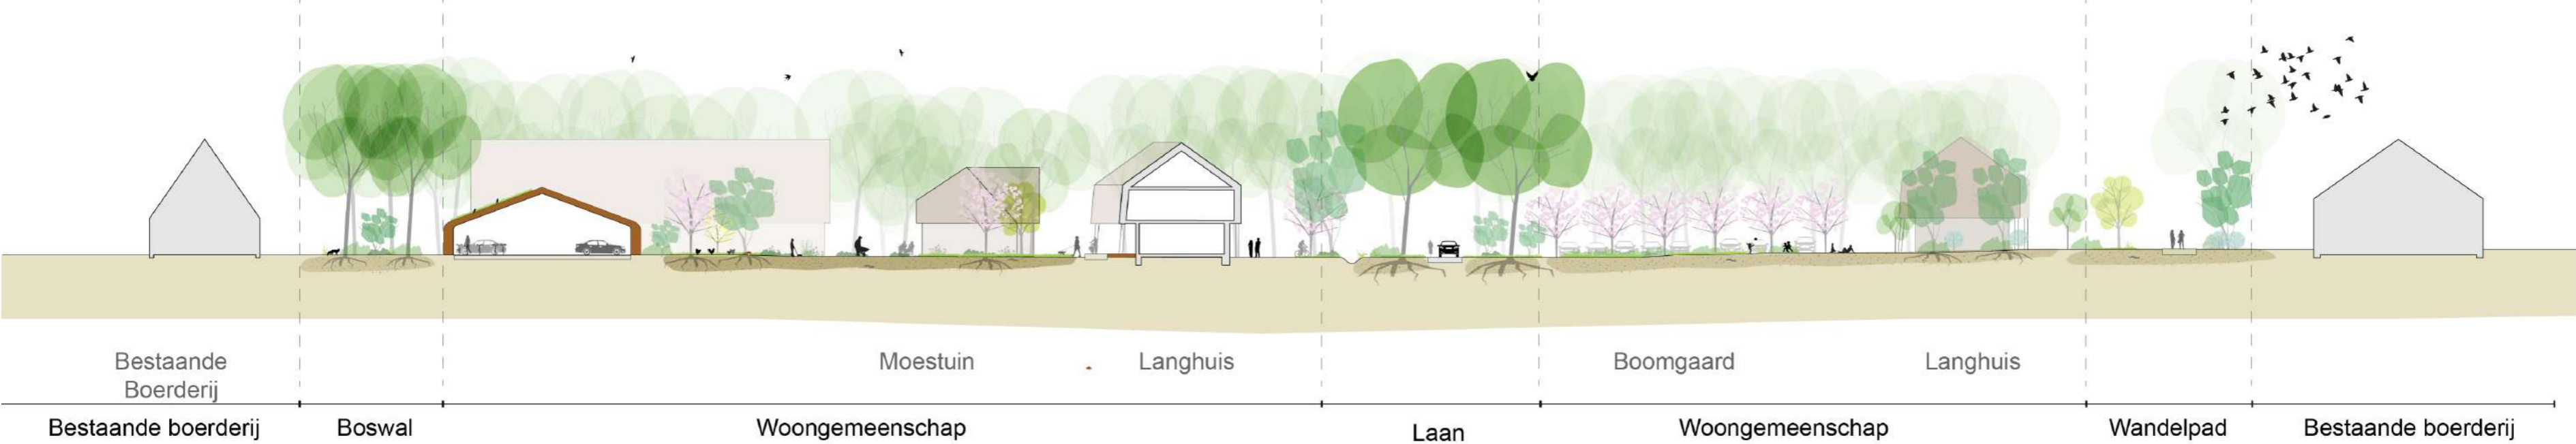 Bestaande
Boerderij
Moestuin
Langhuis
Boomgaard
Langhuis
Bestaande boerderij
Boswal
Woongemeenschap
Laan
Woongemeenschap
Wandelpad
Bestaande boerderij